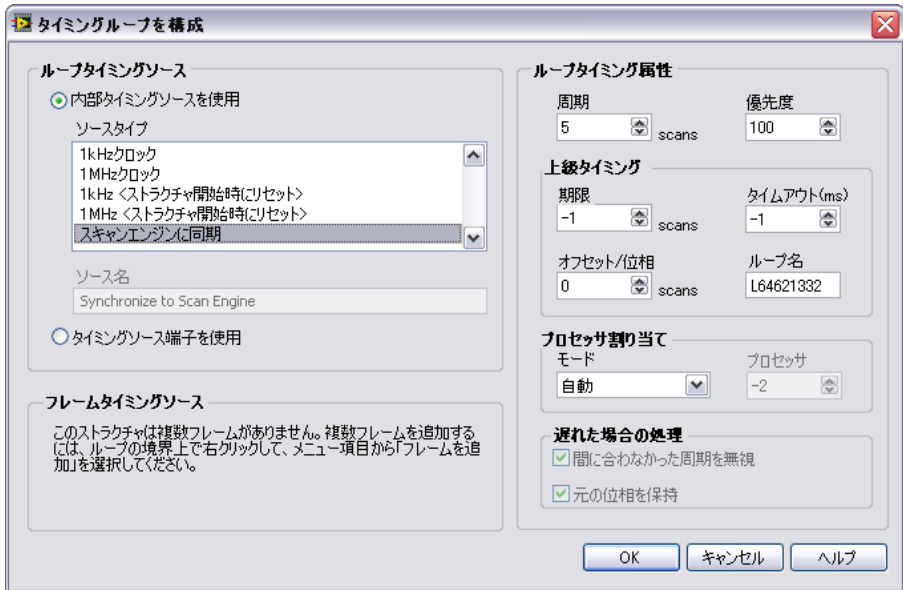 タイミングループを構成
ループタイミングソース
内部タイミングソースを使用
ソースタイプ
1kHzクロック
1MHzクロック
1kHz <ストラクチャ開始時にリセット>
1MHz <ストラクチャ開始時にリセット>
スキャンエンジンに同期
ソース名
Synchronize to Scan Engine
タイミングソース端子を使用
フレームタイミングソース
このストラクチャは複数フレームがありません。複数フレームを追加する
には、ループの境界上で右クリックして、メニュー項目から「フレームを追
加」を選択してください。
ループタイミング属性
周期
優先度
5 scans
100
上級タイミング
期限
タイムアウト(ms)
-1 scans
-1
オフセット/位相
ループ名
0 scans
L64621332
プロセッサ割り当て
モード
プロセッサ
自動
-2
遅れた場合の処理
間に合わなかった周期を無視
元の位相を保持
OK
キャンセル
ヘルプ